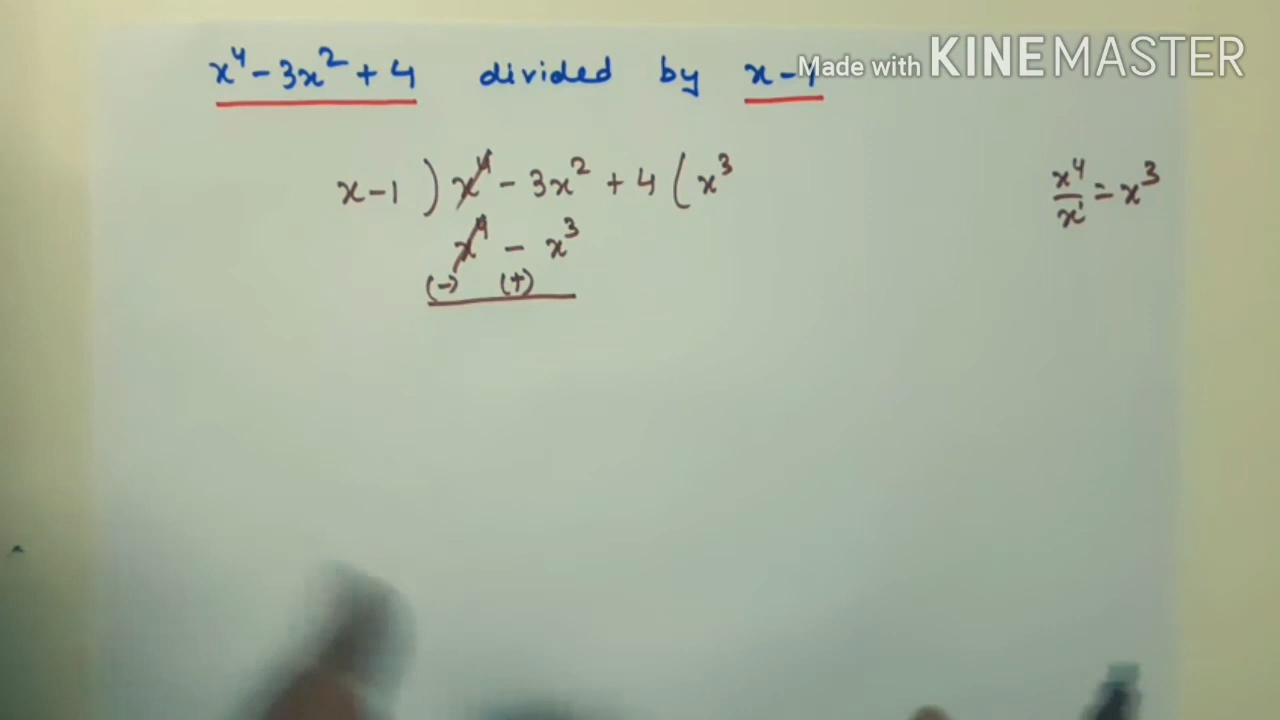 x⁴ - 3x² + 4 divided by x - 1
Made with KINEMASTER
x - 1 ) x⁴ - 3x² + 4 ( x³
x⁴/x¹ = x³
x⁴ - x³
(-) (+)